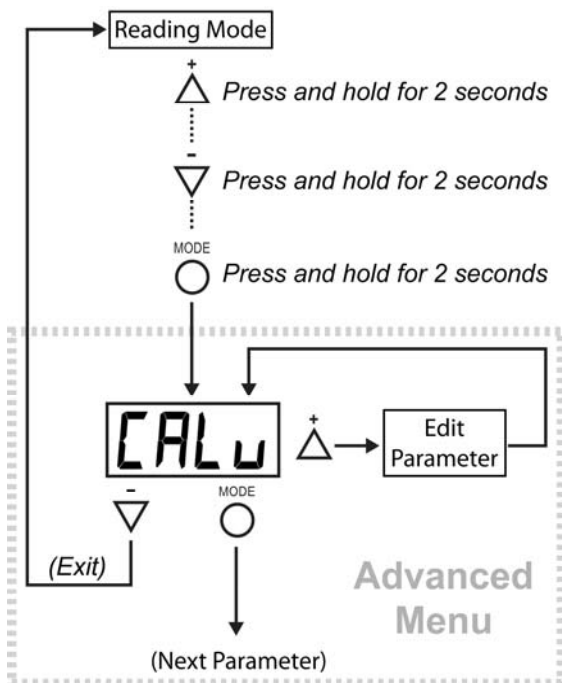 Reading Mode
+
Press and hold for 2 seconds
-
Press and hold for 2 seconds
MODE
Press and hold for 2 seconds
CALu
+
Edit
Parameter
-
MODE
(Exit)
Advanced
Menu
(Next Parameter)